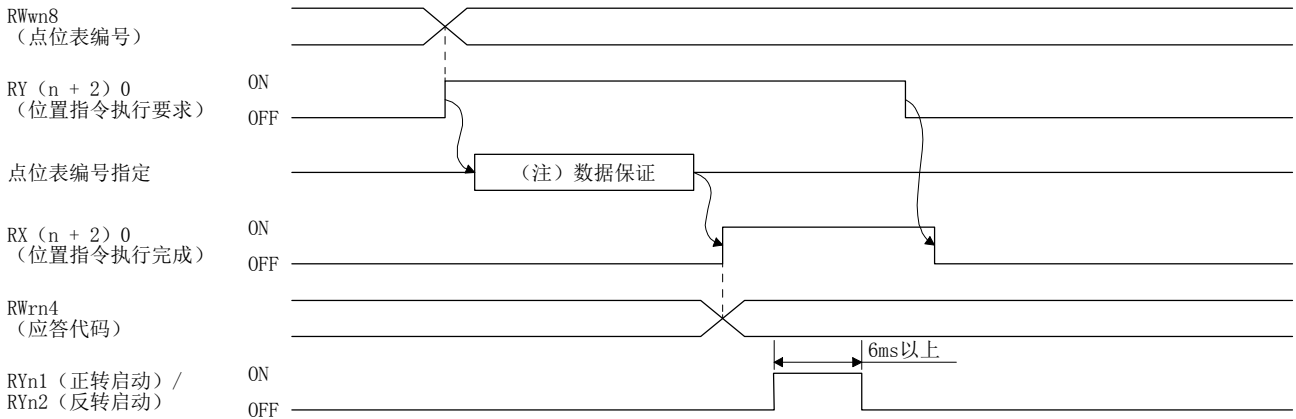 RWwn8
（点位表编号）
RY（n + 2）0
（位置指令执行要求）
ON
OFF
点位表编号指定
（注）数据保证
RX（n + 2）0
（位置指令执行完成）
ON
OFF
RWrn4
（应答代码）
6ms以上
RYn1（正转启动）/
RYn2（反转启动）
ON
OFF